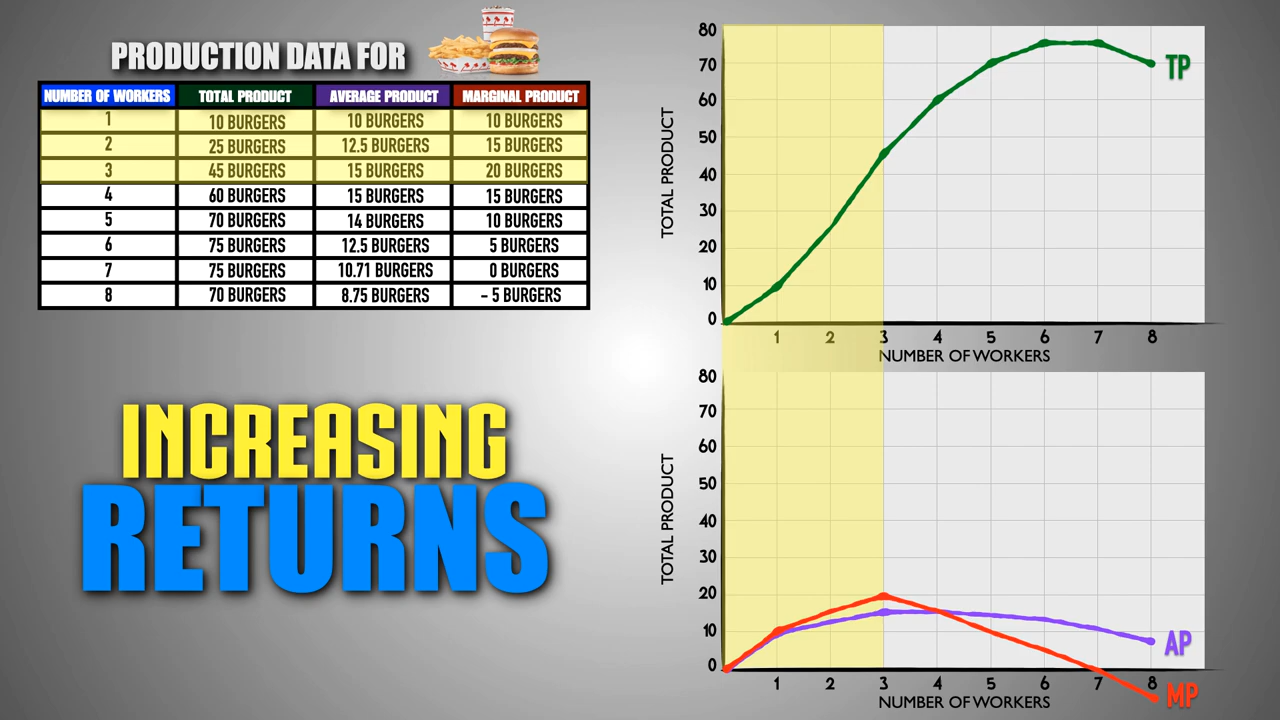 PRODUCTION DATA FOR
NUMBER OF WORKERS TOTAL PRODUCT AVERAGE PRODUCT MARGINAL PRODUCT
1 10 BURGERS 10 BURGERS 10 BURGERS
2 25 BURGERS 12.5 BURGERS 15 BURGERS
3 45 BURGERS 15 BURGERS 20 BURGERS
4 60 BURGERS 15 BURGERS 15 BURGERS
5 70 BURGERS 14 BURGERS 10 BURGERS
6 75 BURGERS 12.5 BURGERS 5 BURGERS
7 75 BURGERS 10.71 BURGERS 0 BURGERS
8 70 BURGERS 8.75 BURGERS - 5 BURGERS
INCREASING
RETURNS
TOTAL PRODUCT
80
70
60
50
40
30
20
10
0
TP
1 2 3 4 5 6 7 8
NUMBER OF WORKERS
TOTAL PRODUCT
80
70
60
50
40
30
20
10
0
AP
MP
1 2 3 4 5 6 7 8
NUMBER OF WORKERS